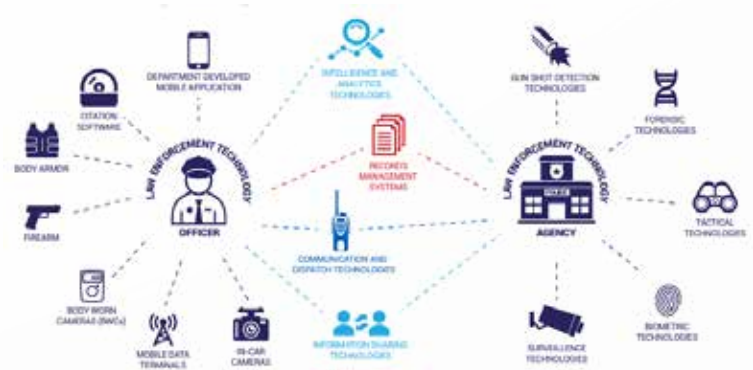 INTELLIGENCE AND
ANALYTICS
TECHNOLOGIES
DEPARTMENT DEVELOPED
MOBILE APPLICATION
GUN SHOT DETECTION
TECHNOLOGIES
CITATION
SOFTWARE
FORENSIC
TECHNOLOGIES
BODY ARMOR
LAW ENFORCEMENT TECHNOLOGY
OFFICER
RECORDS
MANAGEMENT
SYSTEMS
LAW ENFORCEMENT TECHNOLOGY
POLICE
AGENCY
TACTICAL
TECHNOLOGIES
FIREARM
COMMUNICATION AND
DISPATCH TECHNOLOGIES
BODY WORN
CAMERAS (BWCs)
MOBILE DATA
TERMINALS
IN-CAR
CAMERAS
INFORMATION SHARING
TECHNOLOGIES
SURVEILLENCE
TECHNOLOGIES
BIOMETRIC
TECHNOLOGIES